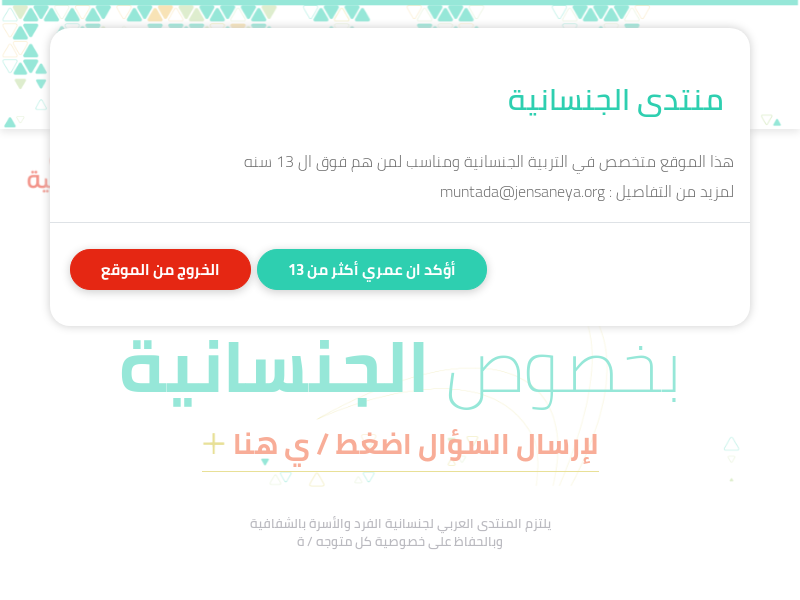 منتدى الجنسانية
هذا الموقع متخصص في التربية الجنسانية ومناسب لمن هم فوق ال 13 سنه
لمزيد من التفاصيل : muntada@jensaneya.org
أؤكد ان عمري أكثر من 13
الخروج من الموقع
بخصوص الجنسانية
لإرسال السؤال اضغط / ي هنا +
يلتزم المنتدى العربي لجنسانية الفرد والأسرة بالشفافية
وبالحفاظ على خصوصية كل متوجه / ة